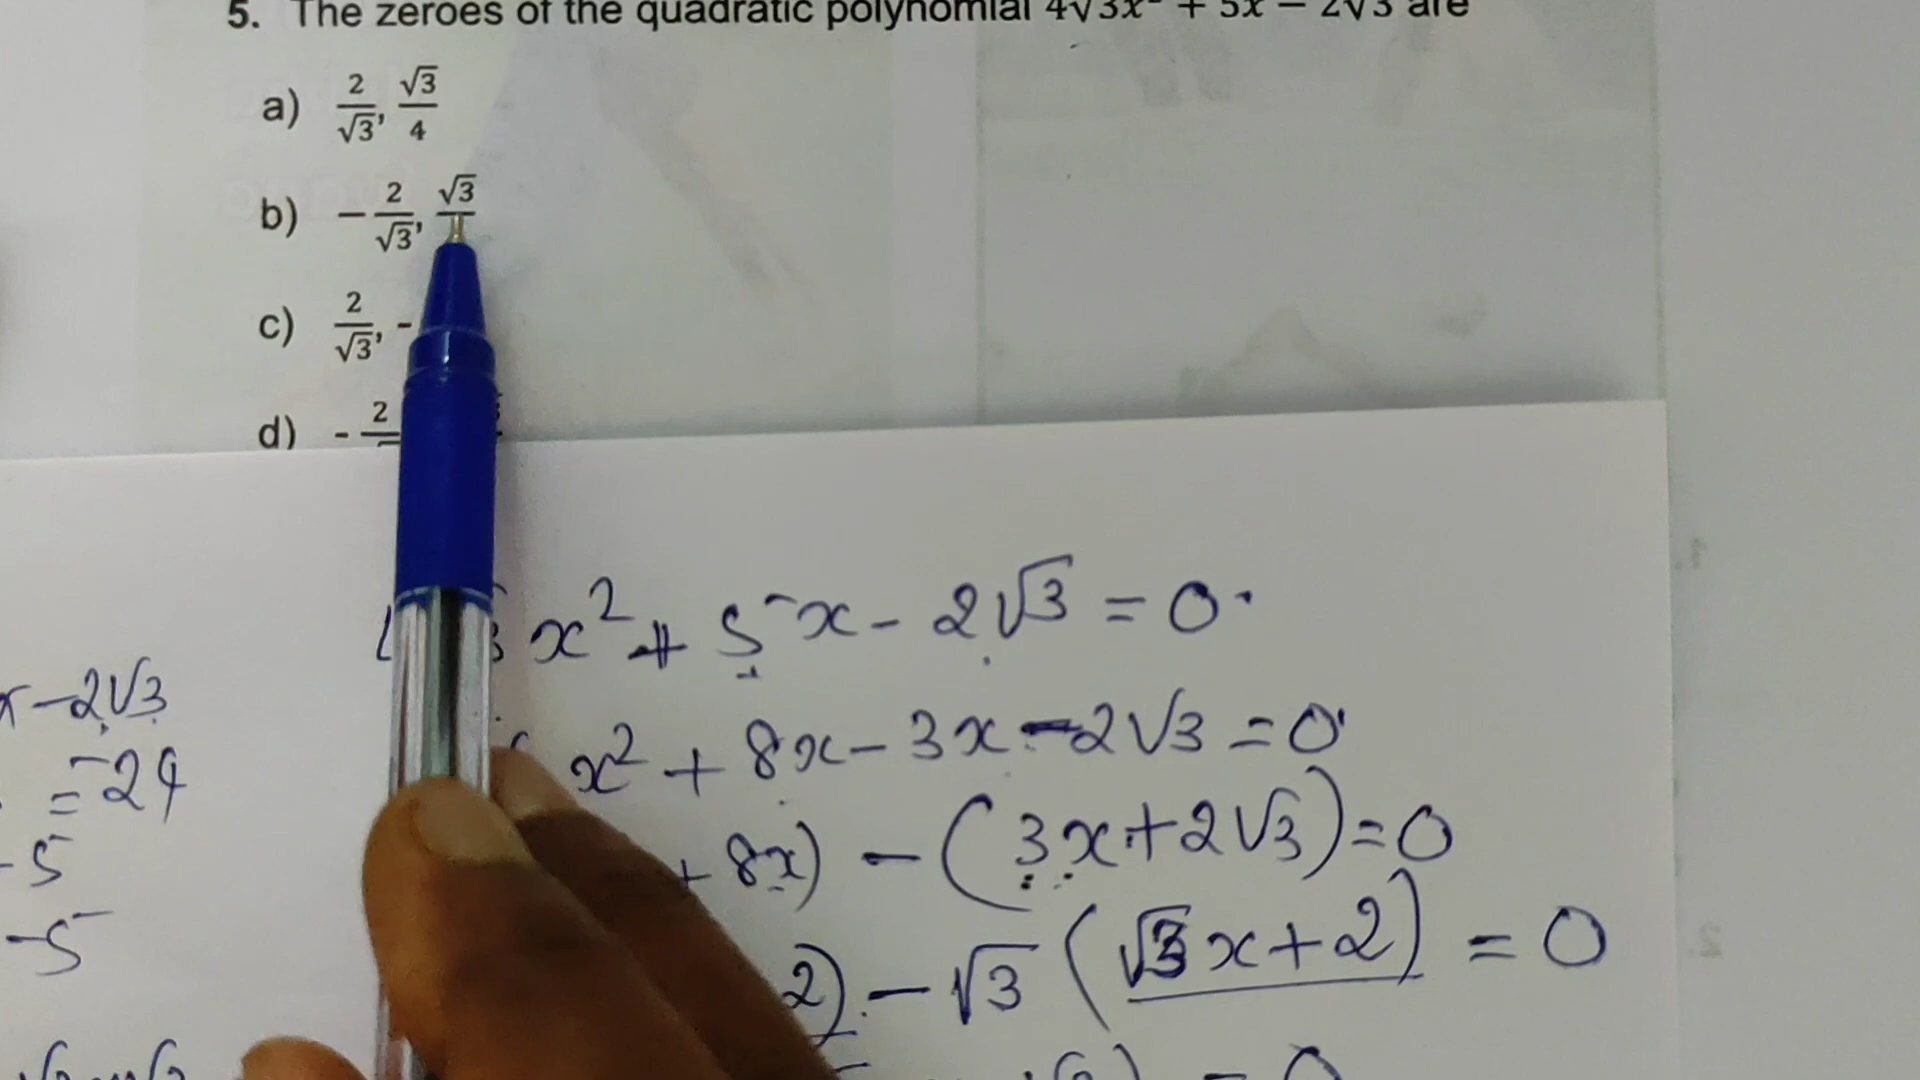 5. The zeroes of the quadratic polynomial 4√3x² + 5x − 2√3 are
a) 2/√3, √3/4
b) −2/√3, √3
c) 2/√3, -
d) - 2
x² + 5x - 2√3 = 0.
x - 2√3
x² + 8x - 3x - 2√3 = 0
= -24
+ 8x) - (3x + 2√3) = 0
-5
2) - √3 (√3x + 2) = 0
-5
) = 0